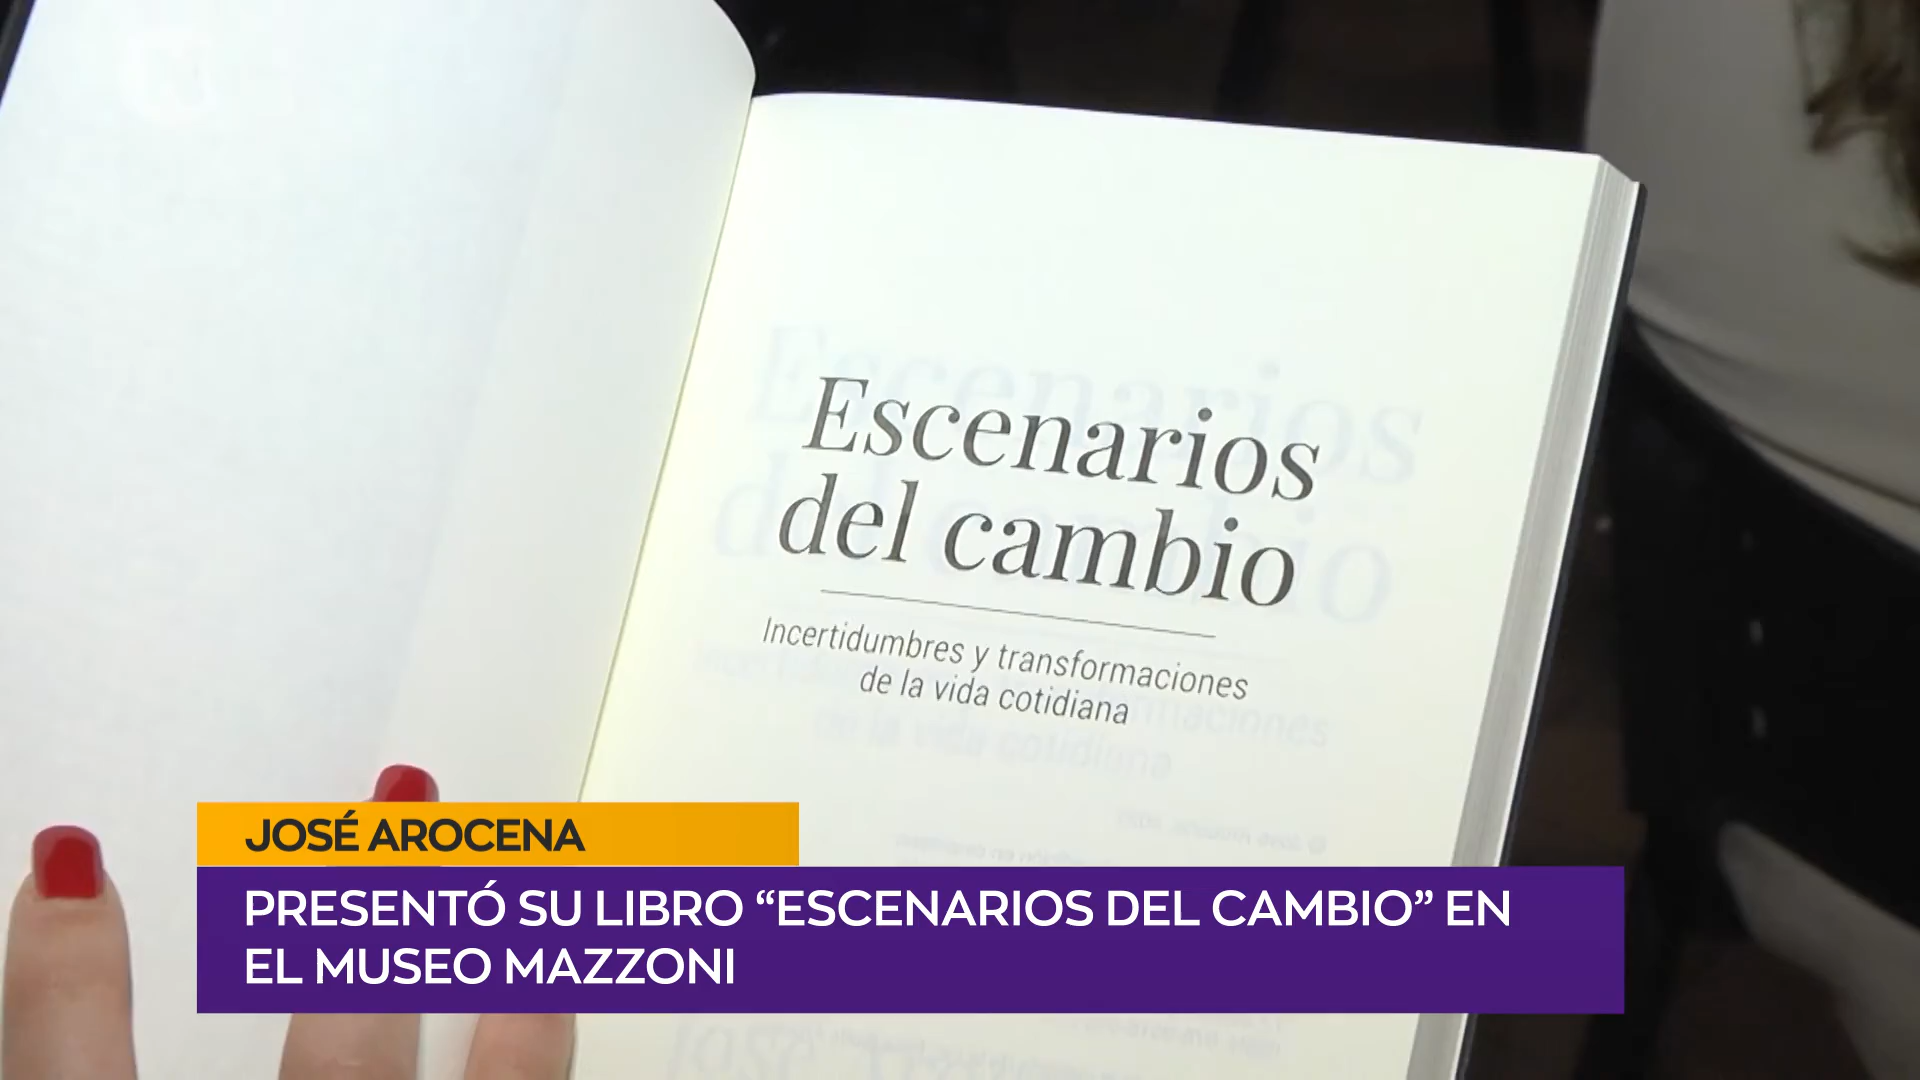 Escenarios
del cambio
Incertidumbres y transformaciones
de la vida cotidiana
JOSÉ AROCENA
PRESENTÓ SU LIBRO “ESCENARIOS DEL CAMBIO” EN
EL MUSEO MAZZONI